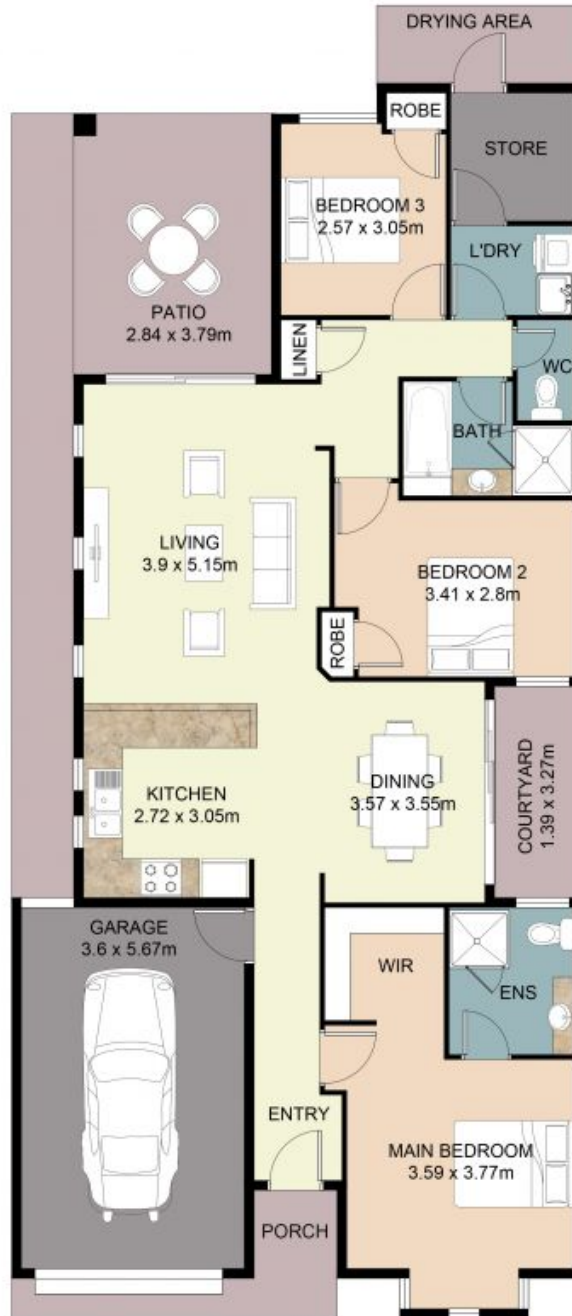 DRYING AREA
ROBE
STORE
BEDROOM 3
2.57 x 3.05m
L'DRY
PATIO
2.84 x 3.79m
LINEN
WC
BATH
LIVING
3.9 x 5.15m
BEDROOM 2
3.41 x 2.8m
ROBE
COURTYARD
1.39 x 3.27m
KITCHEN
2.72 x 3.05m
DINING
3.57 x 3.55m
GARAGE
3.6 x 5.67m
WIR
ENS
ENTRY
MAIN BEDROOM
3.59 x 3.77m
PORCH